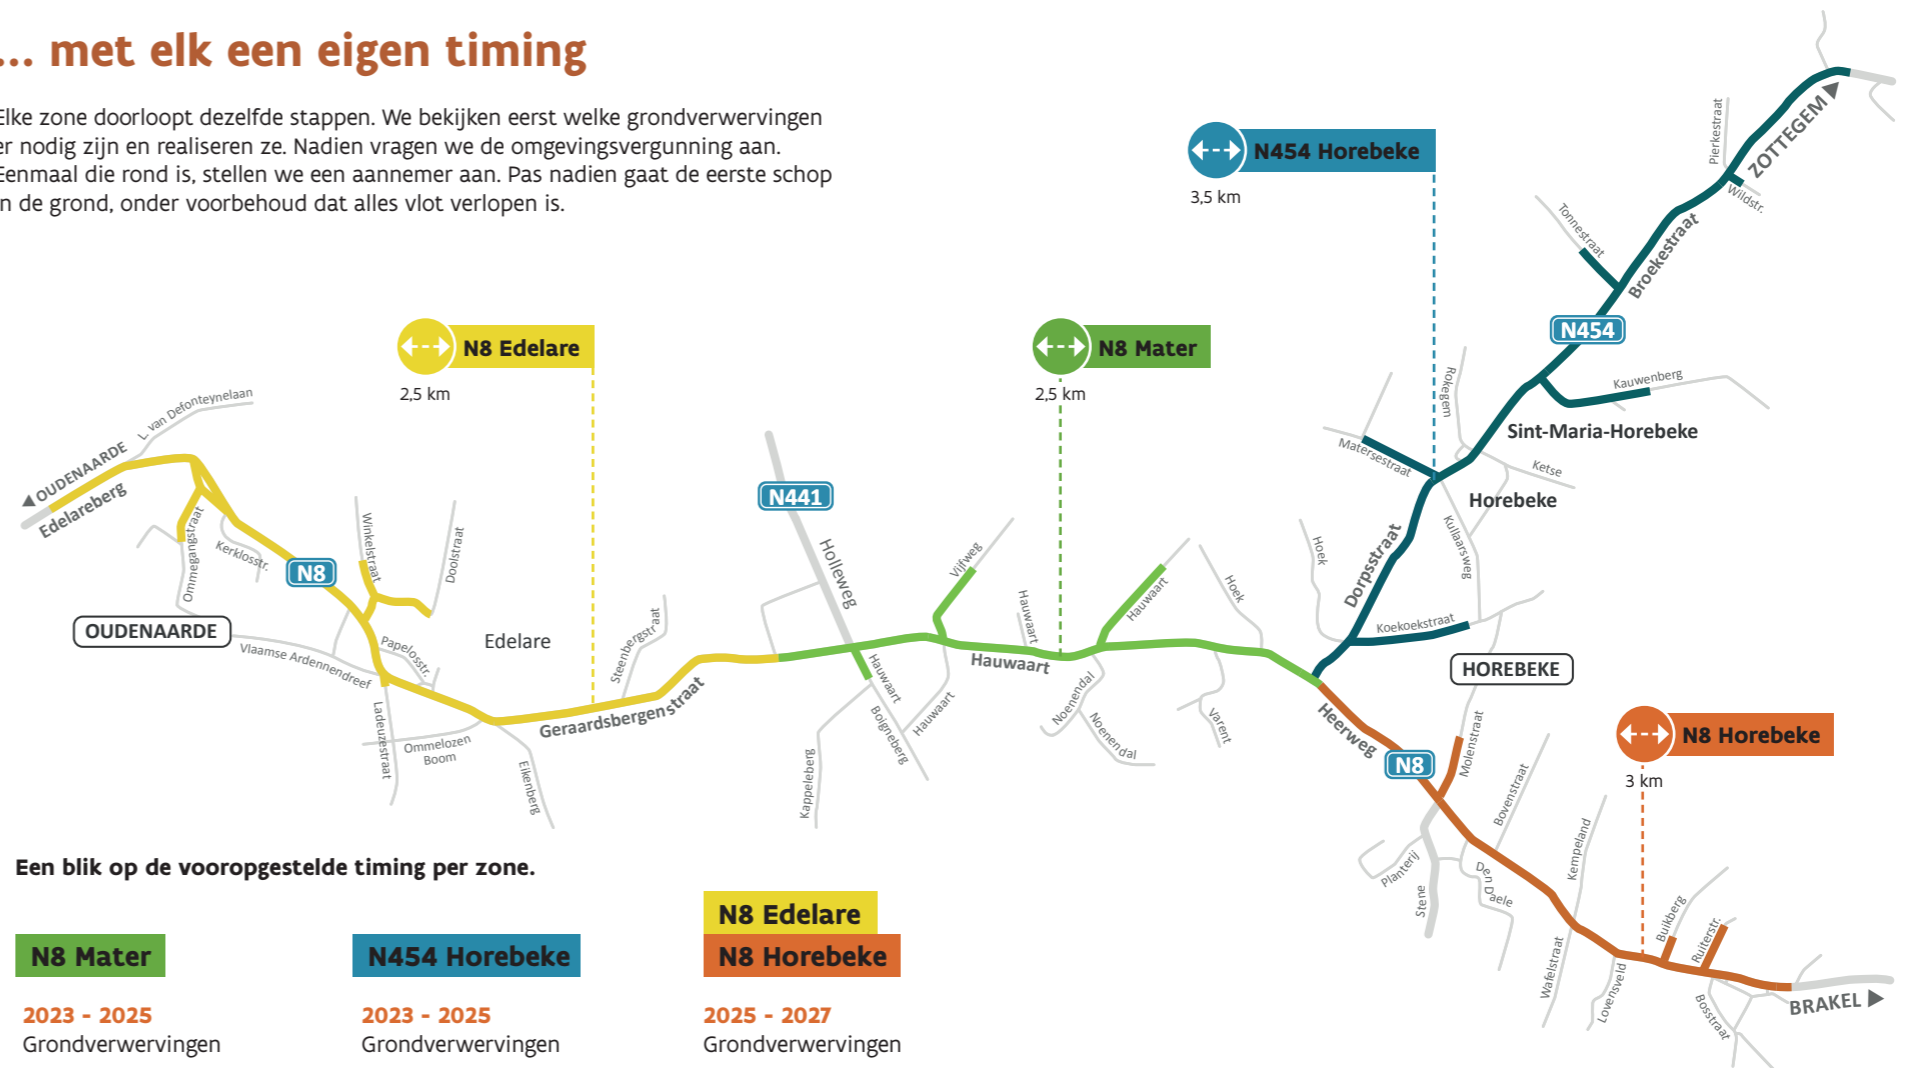 ... met elk een eigen timing
Elke zone doorloopt dezelfde stappen. We bekijken eerst welke grondverwervingen
er nodig zijn en realiseren ze. Nadien vragen we de omgevingsvergunning aan.
Eenmaal die rond is, stellen we een aannemer aan. Pas nadien gaat de eerste schop
in de grond, onder voorbehoud dat alles vlot verlopen is.
N454 Horebeke
3,5 km
N8 Edelare
2,5 km
N8 Mater
2,5 km
N8 Horebeke
3 km
ZOTTEGEM
Pierkestraat
Wildstr.
Tonnestraat
Broekestraat
N454
Kauwenberg
Rokegem
Sint-Maria-Horebeke
Matersestraat
Ketse
Horebeke
Kullaarsweg
Dorpsstraat
Hoek
Koekoekstraat
HOREBEKE
OUDENAARDE
Edelareberg
L. van Defonteynelaan
Ommegangstraat
Kerklosstr.
N8
Winkelstraat
Doolstraat
OUDENAARDE
Vlaamse Ardennendreef
Papelosstr.
Edelare
Ladeuzestraat
Ommelozen
Boom
Eikenberg
Steenbergstraat
Geraardsbergenstraat
N441
Holleweg
Vijfweg
Hauwaart
Hauwaart
Hauwaart
Hauwaart
Hauwaart
Boigneberg
Kappeleberg
Noenendal
Noenendal
Hoek
Varent
Heerweg
N8
Molenstraat
Bovenstraat
Planterij
Stene
Den Daele
Kempeland
Wafelstraat
Lovensveld
Buikberg
Ruiterstr.
Bosstraat
BRAKEL
Een blik op de vooropgestelde timing per zone.
N8 Mater
2023 - 2025
Grondverwervingen
N454 Horebeke
2023 - 2025
Grondverwervingen
N8 Edelare
N8 Horebeke
2025 - 2027
Grondverwervingen